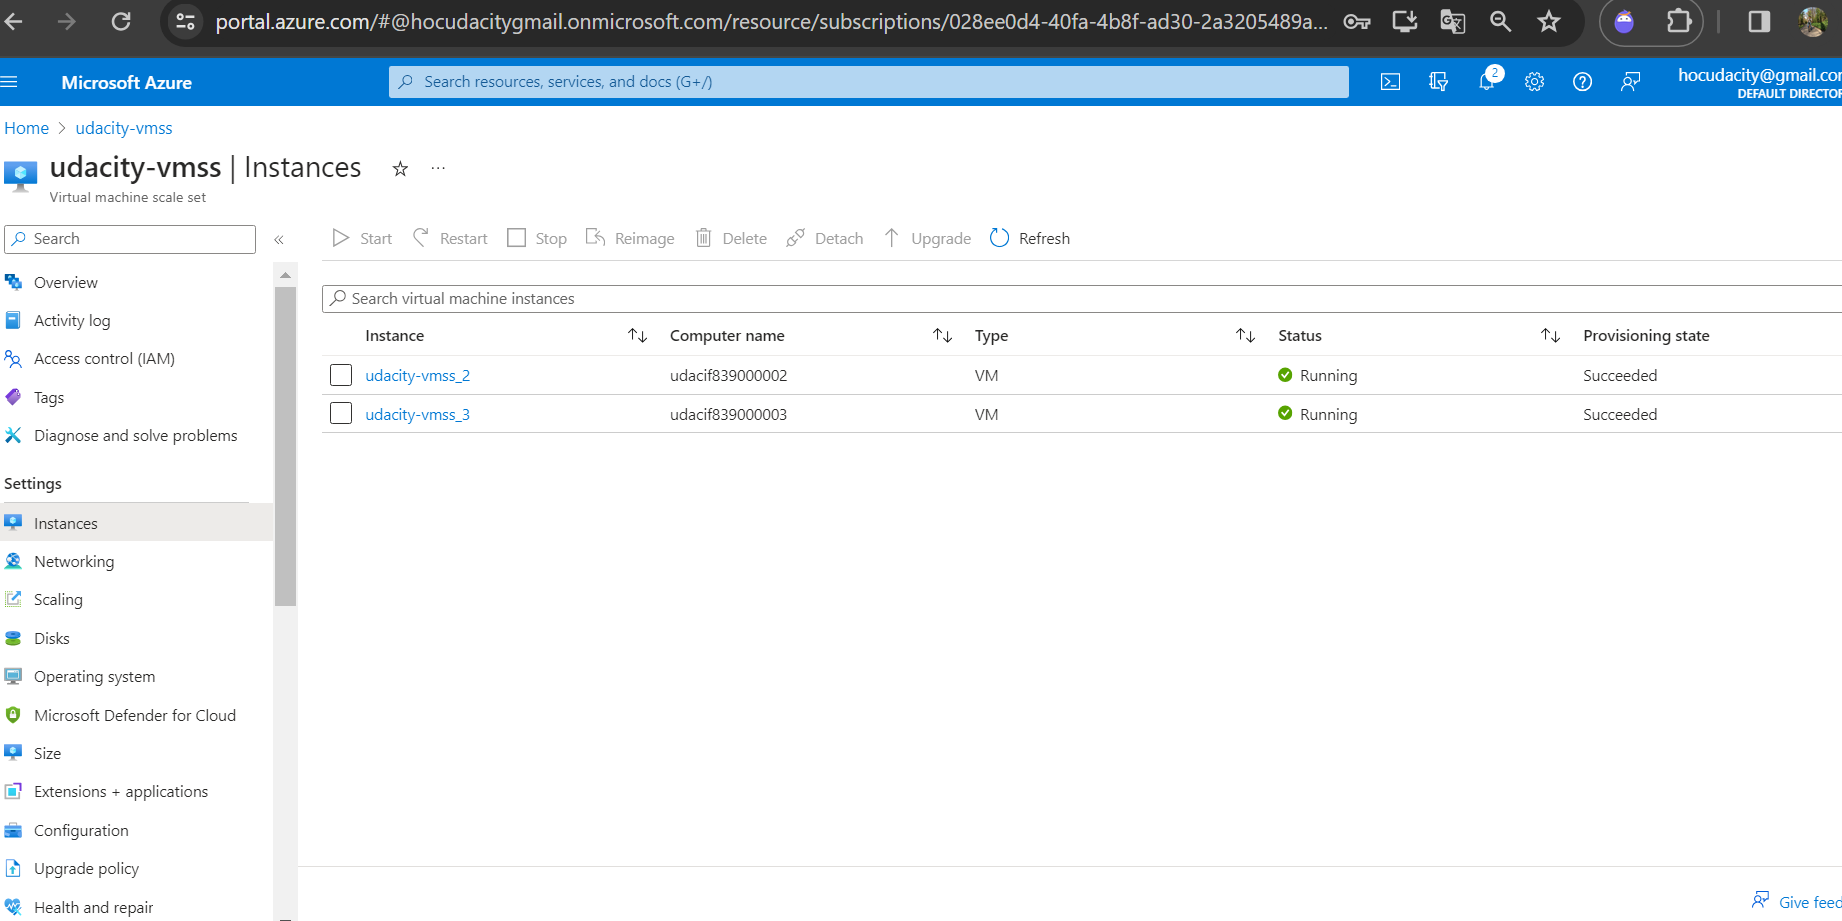 portal.azure.com/#@hocudacitygmail.onmicrosoft.com/resource/subscriptions/028ee0d4-40fa-4b8f-ad30-2a3205489a...
Microsoft Azure
Search resources, services, and docs (G+/)
2
hocudacity@gmail.com
DEFAULT DIRECTOR
Home > udacity-vmss
udacity-vmss | Instances
Virtual machine scale set
Search
«
Start Restart Stop Reimage Delete Detach Upgrade Refresh
Overview
Activity log
Access control (IAM)
Tags
Diagnose and solve problems
Settings
Instances
Networking
Scaling
Disks
Operating system
Microsoft Defender for Cloud
Size
Extensions + applications
Configuration
Upgrade policy
Health and repair
Search virtual machine instances
Instance Computer name Type Status Provisioning state
udacity-vmss_2 udacif839000002 VM Running Succeeded
udacity-vmss_3 udacif839000003 VM Running Succeeded
Give feed